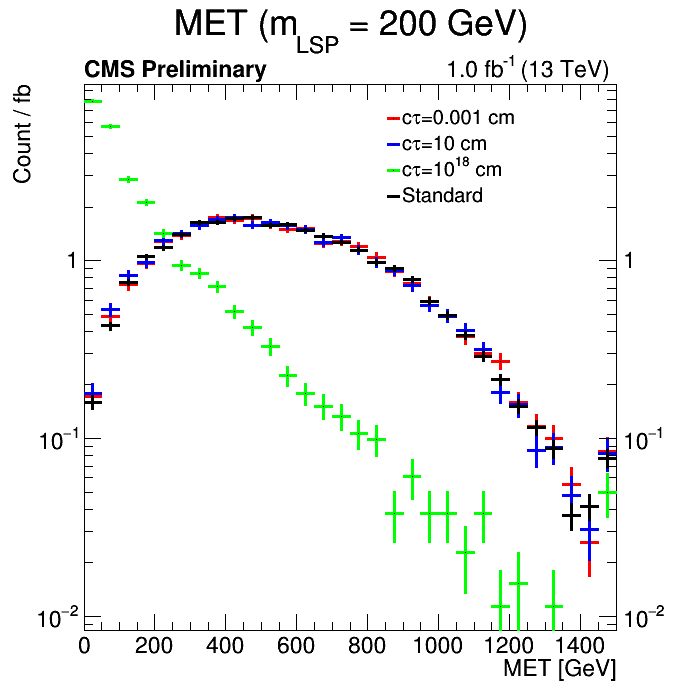 MET (m_LSP = 200 GeV)
CMS Preliminary
1.0 fb⁻¹ (13 TeV)
Count / fb
cτ=0.001 cm
cτ=10 cm
cτ=10¹⁸ cm
Standard
1
1
10⁻¹
10⁻¹
10⁻²
10⁻²
0 200 400 600 800 1000 1200 1400
MET [GeV]